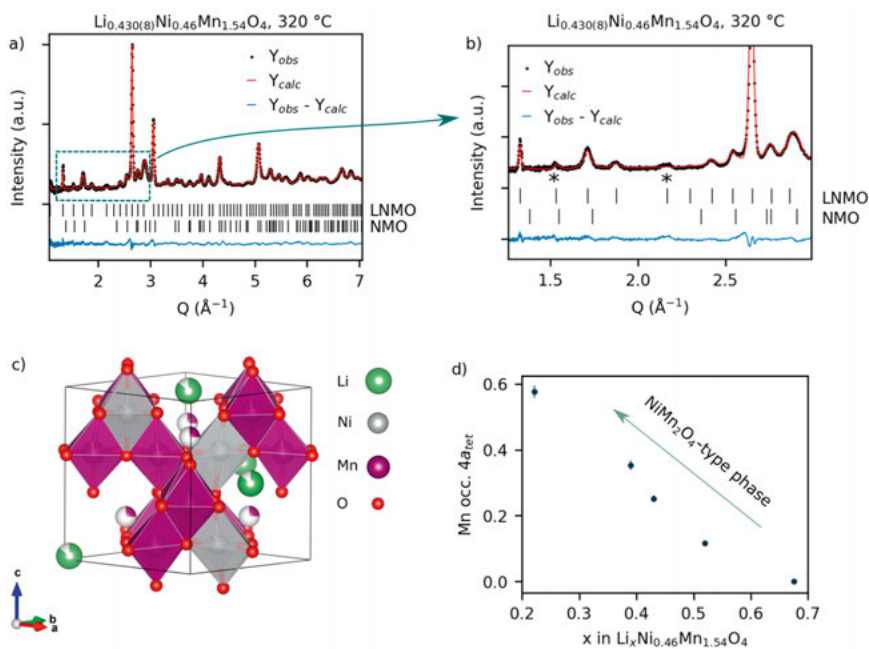 a)
Li0.430(8)Ni0.46Mn1.54O4, 320 °C
Intensity (a.u.)
Yobs
Ycalc
Yobs - Ycalc
LNMO
NMO
2 3 4 5 6 7
Q (Å−1)
b)
Li0.430(8)Ni0.46Mn1.54O4, 320 °C
Intensity (a.u.)
Yobs
Ycalc
Yobs - Ycalc
* *
LNMO
NMO
1.5 2.0 2.5
Q (Å−1)
c)
Li
Ni
Mn
O
c
b
a
d)
Mn occ. 4atet
0.6
0.4
0.2
0.0
NiMn2O4-type phase
0.2 0.3 0.4 0.5 0.6 0.7
x in LixNi0.46Mn1.54O4